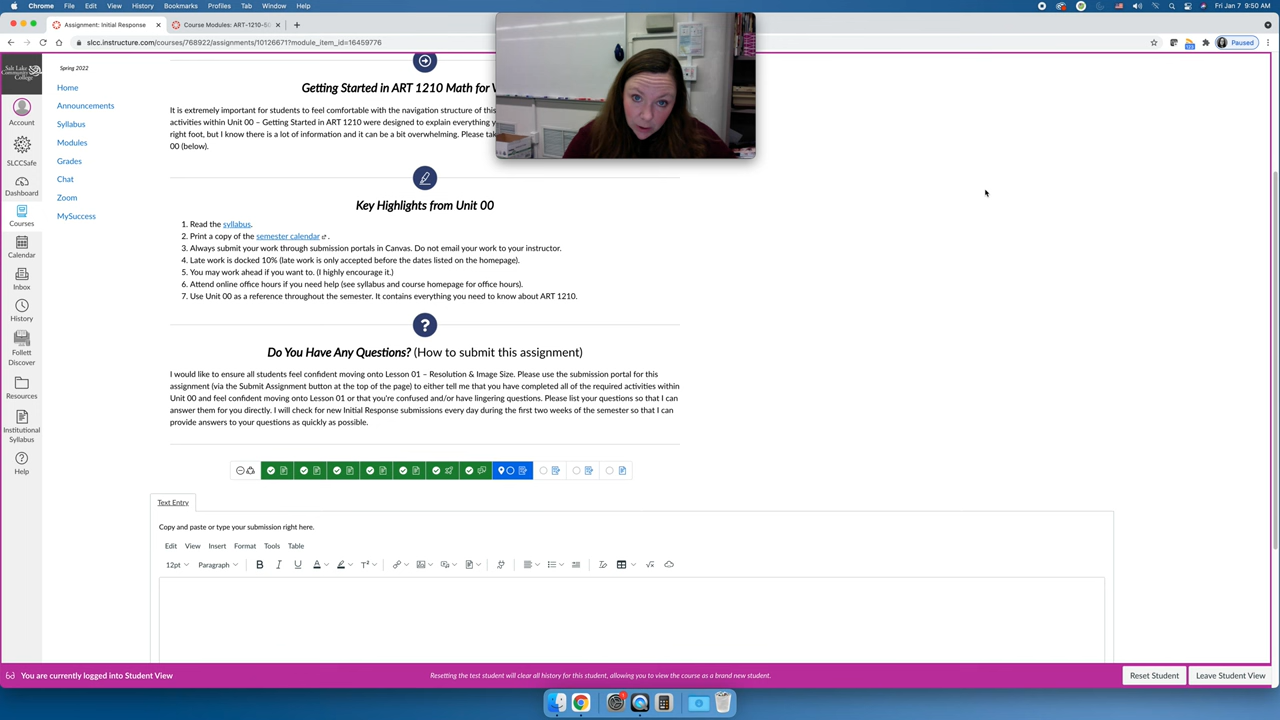 Chrome File Edit View History Bookmarks Profiles Tab Window Help
Fri Jan 7 9:50 AM
Assignment: Initial Response
Course Modules: ART-1210-50
slcc.instructure.com/courses/768922/assignments/10126671?module_item_id=16459776
Paused
Salt Lake
Community
College
Account
SLCCSafe
Dashboard
Courses
Calendar
Inbox
History
Follett
Discover
Resources
Institutional
Syllabus
Help
Spring 2022
Home
Announcements
Syllabus
Modules
Grades
Chat
Zoom
MySuccess
Getting Started in ART 1210 Math for
It is extremely important for students to feel comfortable with the navigation structure of this
activities within Unit 00 – Getting Started in ART 1210 were designed to explain everything
right foot, but I know there is a lot of information and it can be a bit overwhelming. Please
00 (below).
Key Highlights from Unit 00
1. Read the syllabus.
2. Print a copy of the semester calendar.
3. Always submit your work through submission portals in Canvas. Do not email your work to your instructor.
4. Late work is docked 10% (late work is only accepted before the dates listed on the homepage).
5. You may work ahead if you want to. (I highly encourage it.)
6. Attend online office hours if you need help (see syllabus and course homepage for office hours).
7. Use Unit 00 as a reference throughout the semester. It contains everything you need to know about ART 1210.
?
Do You Have Any Questions? (How to submit this assignment)
I would like to ensure all students feel confident moving onto Lesson 01 – Resolution & Image Size. Please use the submission portal for this
assignment (via the Submit Assignment button at the top of the page) to either tell me that you have completed all of the required activities within
Unit 00 and feel confident moving onto Lesson 01 or that you're confused and/or have lingering questions. Please list your questions so that I can
answer them for you directly. I will check for new Initial Response submissions every day during the first two weeks of the semester so that I can
provide answers to your questions as quickly as possible.
Text Entry
Copy and paste or type your submission right here.
Edit View Insert Format Tools Table
12pt Paragraph B I U A T²
You are currently logged into Student View
Resetting the test student will clear all history for this student, allowing you to view the course as a brand new student.
Reset Student
Leave Student View